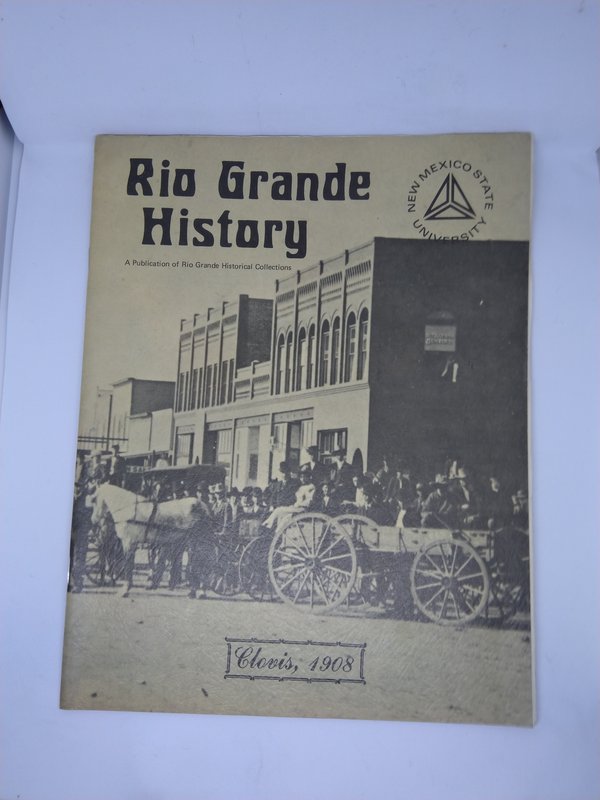 Rio Grande
History
A Publication of Rio Grande Historical Collections
NEW MEXICO STATE
UNIVERSITY
Clovis, 1908